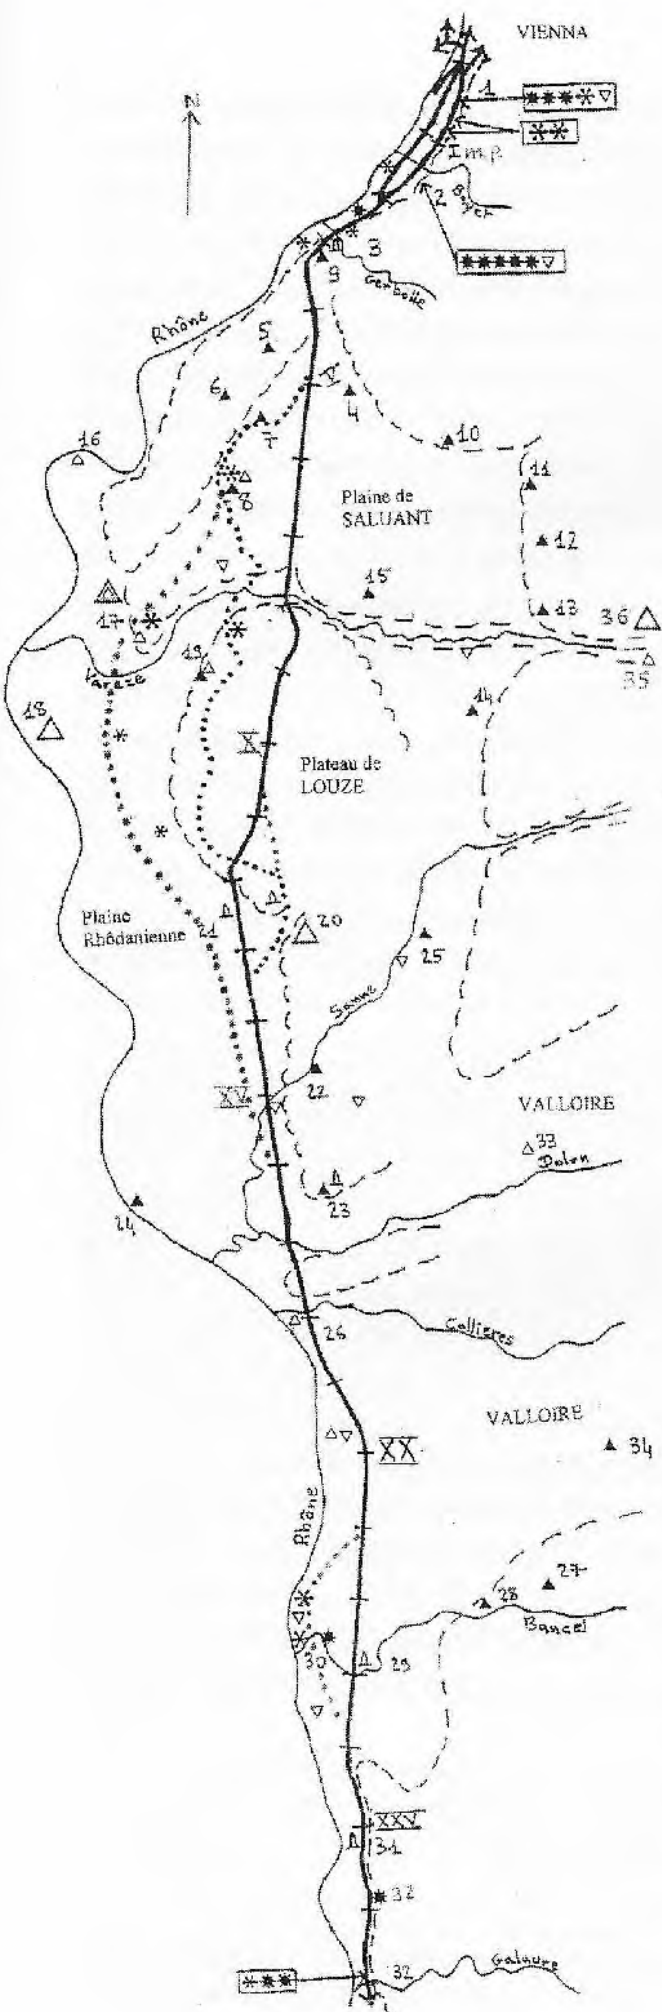 VIENNA
N
1
Imp.
2
3
9
Gerbolle
Rhône
5
V
6
4
7
10
16
8
11
Plaine de
SALUANT
12
15
13
36
17
Varèze
19
35
18
14
X
Plateau de
LOUZE
Plaine
Rhôdanienne
21
20
25
Sanne
22
XV
VALLOIRE
33
Dolon
23
24
26
Collières
VALLOIRE
XX
34
Rhône
27
28
Bancel
30
29
XXV
31
32
32
Galaure